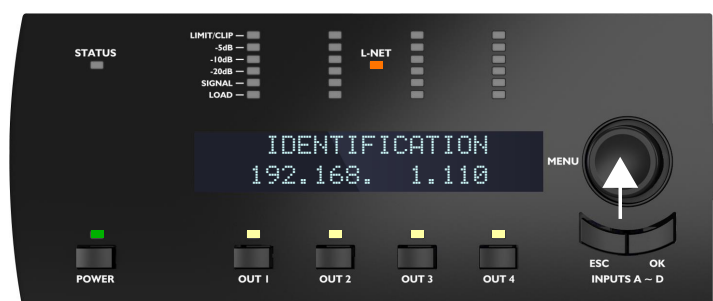 LIMIT/CLIP
-5dB
STATUS
L-NET
-10dB
-20dB
SIGNAL
LOAD
IDENTIFICATION
192.168.  1.110
MENU
ESC OK
POWER OUT 1 OUT 2 OUT 3 OUT 4 INPUTS A ~ D